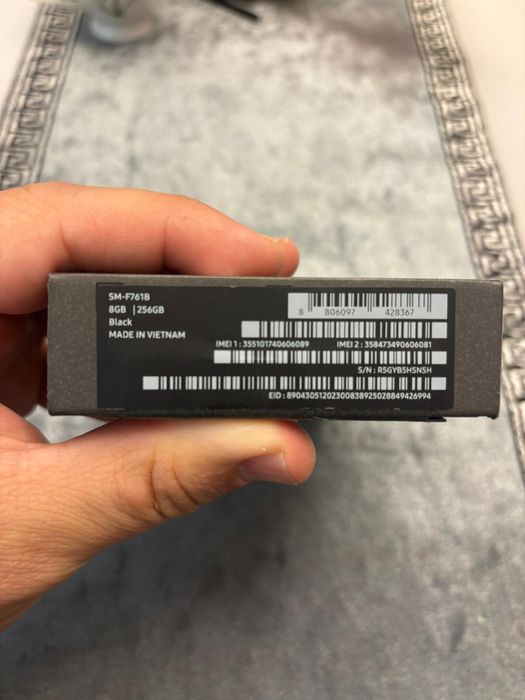 SM-F761B
8GB | 256GB
Black
MADE IN VIETNAM
8 806097 428367
IMEI 1 : 355101740606089 IMEI 2 : 358473490606081
S/N : R5GYB5HSN5H
EID : 89043051202300838925028849426994